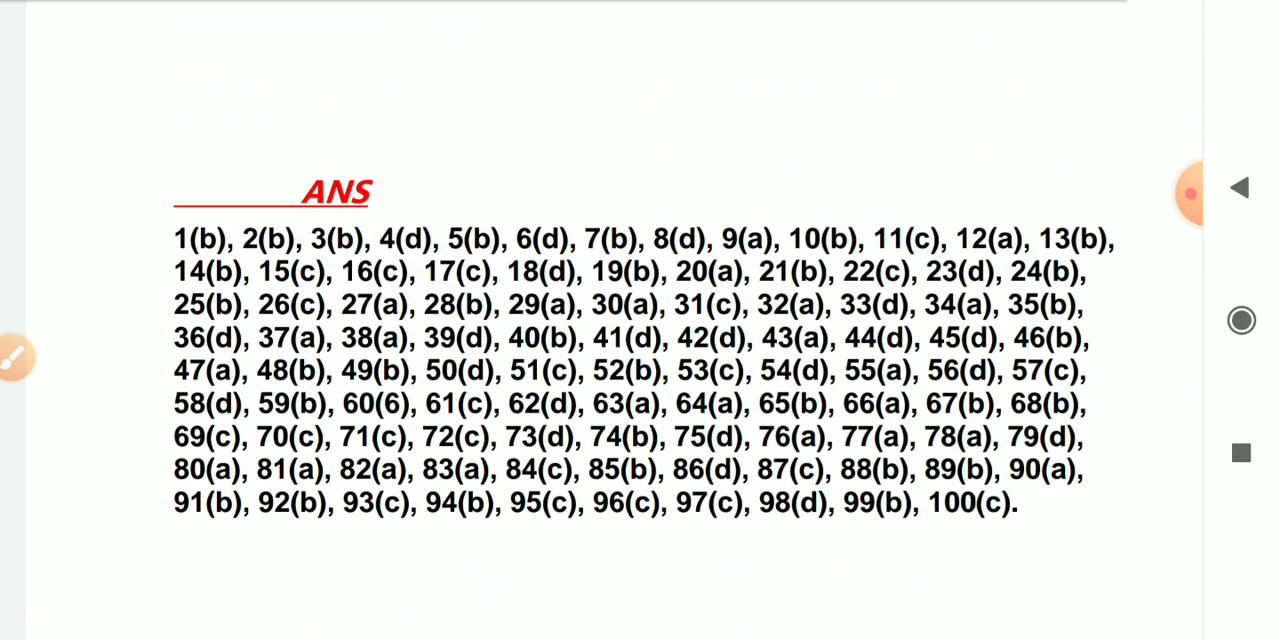 ANS
1(b), 2(b), 3(b), 4(d), 5(b), 6(d), 7(b), 8(d), 9(a), 10(b), 11(c), 12(a), 13(b),
14(b), 15(c), 16(c), 17(c), 18(d), 19(b), 20(a), 21(b), 22(c), 23(d), 24(b),
25(b), 26(c), 27(a), 28(b), 29(a), 30(a), 31(c), 32(a), 33(d), 34(a), 35(b),
36(d), 37(a), 38(a), 39(d), 40(b), 41(d), 42(d), 43(a), 44(d), 45(d), 46(b),
47(a), 48(b), 49(b), 50(d), 51(c), 52(b), 53(c), 54(d), 55(a), 56(d), 57(c),
58(d), 59(b), 60(6), 61(c), 62(d), 63(a), 64(a), 65(b), 66(a), 67(b), 68(b),
69(c), 70(c), 71(c), 72(c), 73(d), 74(b), 75(d), 76(a), 77(a), 78(a), 79(d),
80(a), 81(a), 82(a), 83(a), 84(c), 85(b), 86(d), 87(c), 88(b), 89(b), 90(a),
91(b), 92(b), 93(c), 94(b), 95(c), 96(c), 97(c), 98(d), 99(b), 100(c).